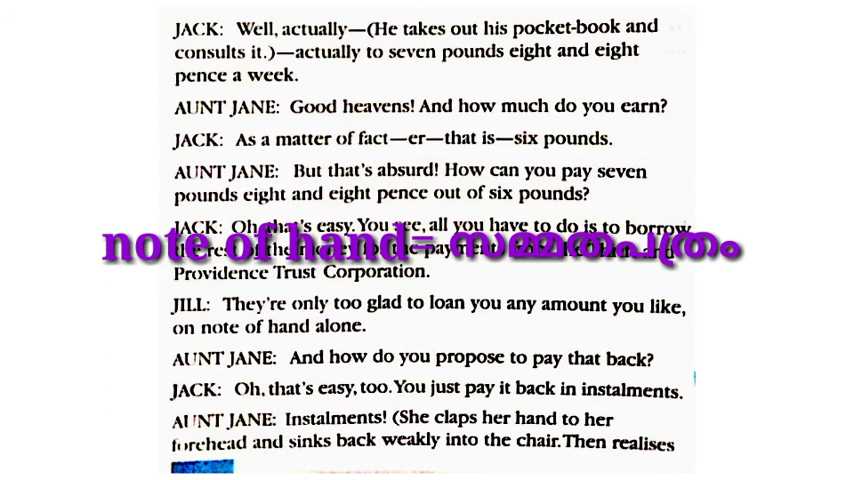 JACK: Well, actually—(He takes out his pocket-book and
consults it.)—actually to seven pounds eight and eight
pence a week.
AUNT JANE: Good heavens! And how much do you earn?
JACK: As a matter of fact—er—that is—six pounds.
AUNT JANE: But that's absurd! How can you pay seven
pounds eight and eight pence out of six pounds?
JACK: Oh, that's easy. You see, all you have to do is to borrow
note of hand= സമ്മതപത്രം
Providence Trust Corporation.
JILL: They're only too glad to loan you any amount you like,
on note of hand alone.
AUNT JANE: And how do you propose to pay that back?
JACK: Oh, that's easy, too. You just pay it back in instalments.
AUNT JANE: Instalments! (She claps her hand to her
forehead and sinks back weakly into the chair. Then realises